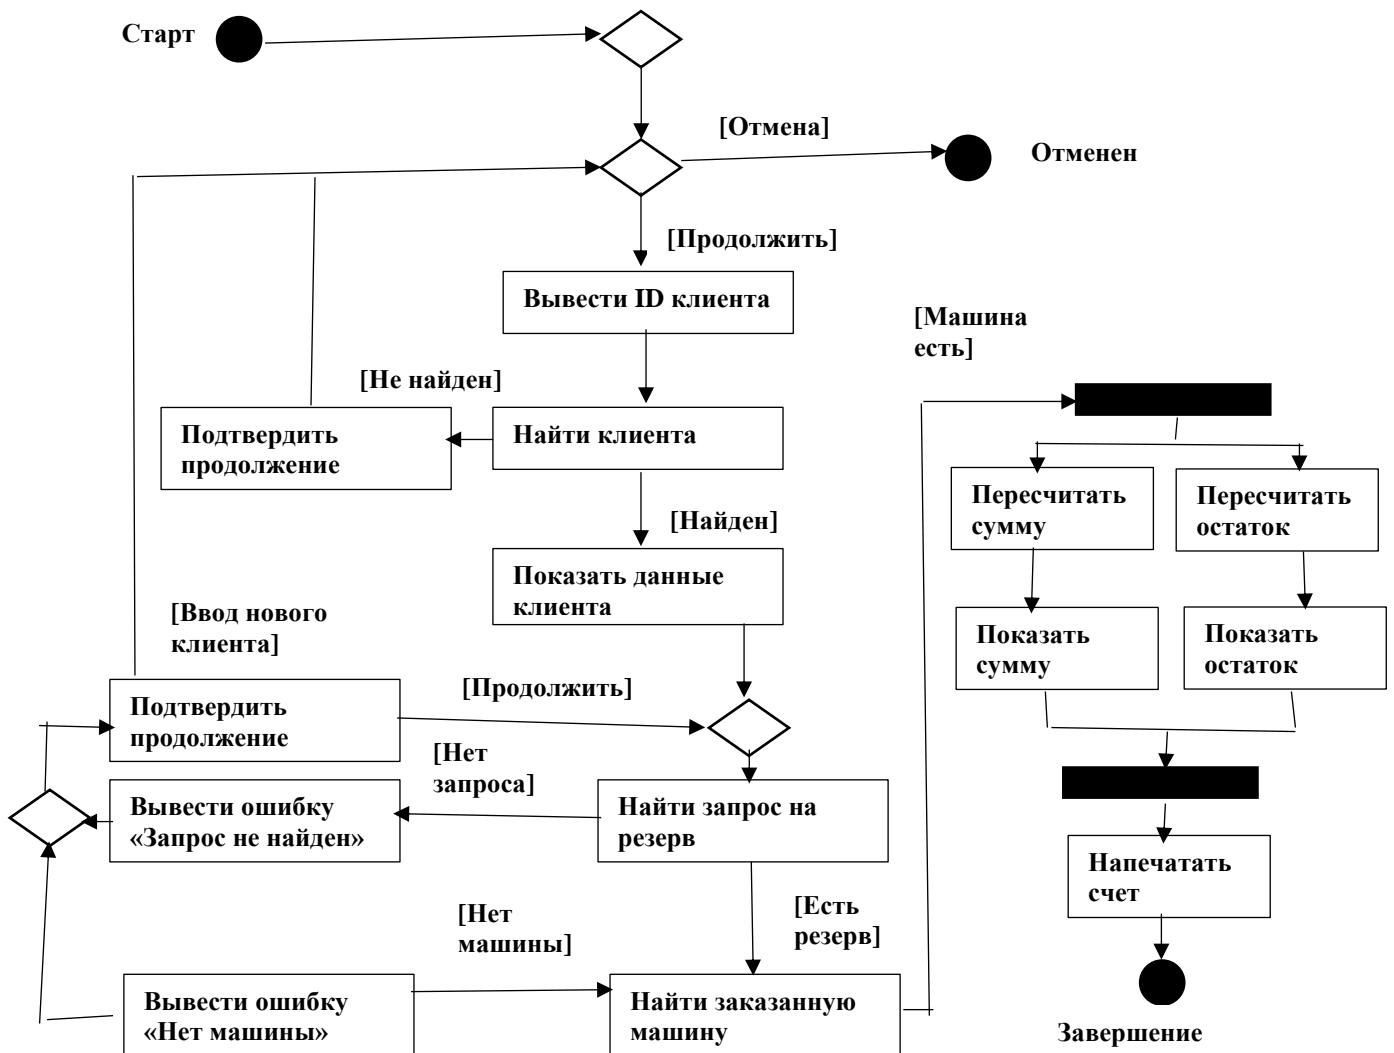 Старт
[Отмена]
Отменен
[Продолжить]
Вывести ID клиента
[Машина
есть]
[Не найден]
Подтвердить
продолжение
Найти клиента
Пересчитать
сумму
Пересчитать
остаток
[Найден]
Показать данные
клиента
[Ввод нового
клиента]
Показать
сумму
Показать
остаток
[Продолжить]
Подтвердить
продолжение
[Нет
запроса]
Вывести ошибку
«Запрос не найден»
Найти запрос на
резерв
Напечатать
счет
[Нет
машины]
[Есть
резерв]
Вывести ошибку
«Нет машины»
Найти заказанную
машину
Завершение